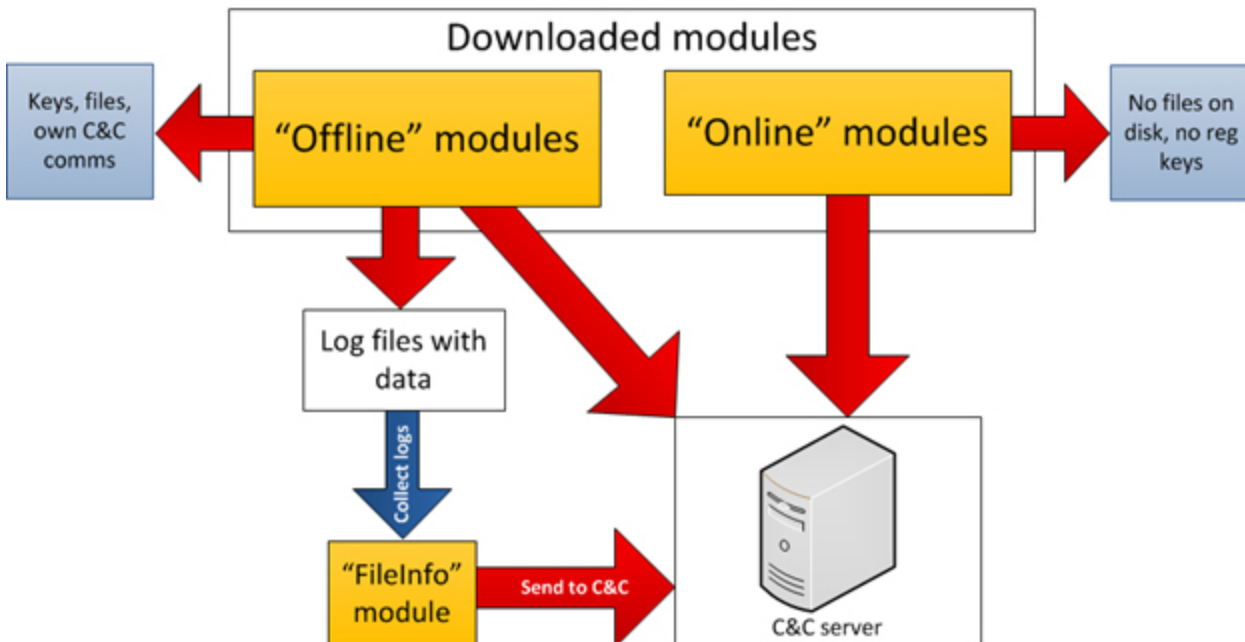 Downloaded modules
Keys, files,
own C&C
comms
“Offline” modules
“Online” modules
No files on
disk, no reg
keys
Log files with
data
Collect logs
“FileInfo”
module
Send to C&C
C&C server